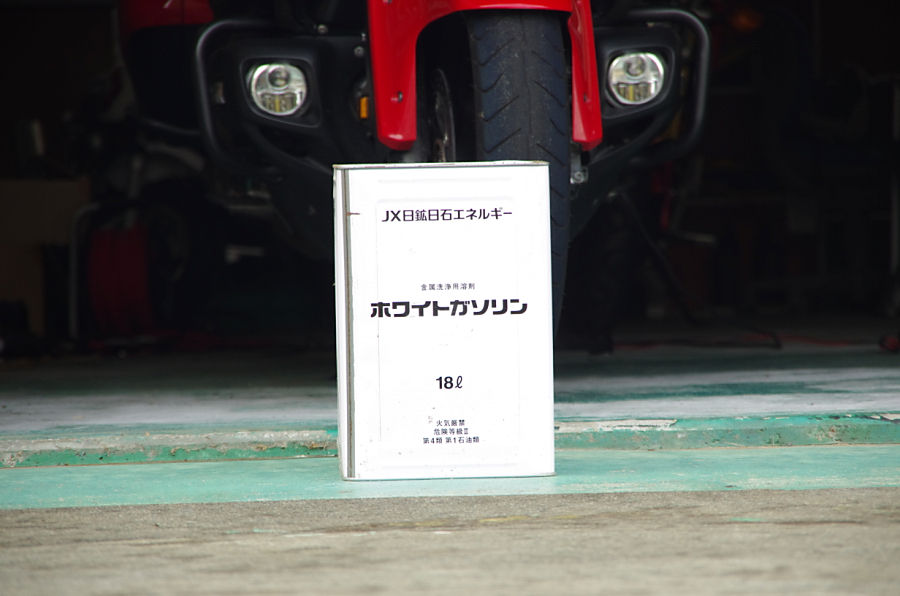 JX日鉱日石エネルギー
金属洗浄用溶剤
ホワイトガソリン
18ℓ
火気厳禁
危険等級Ⅱ
第4類 第1石油類